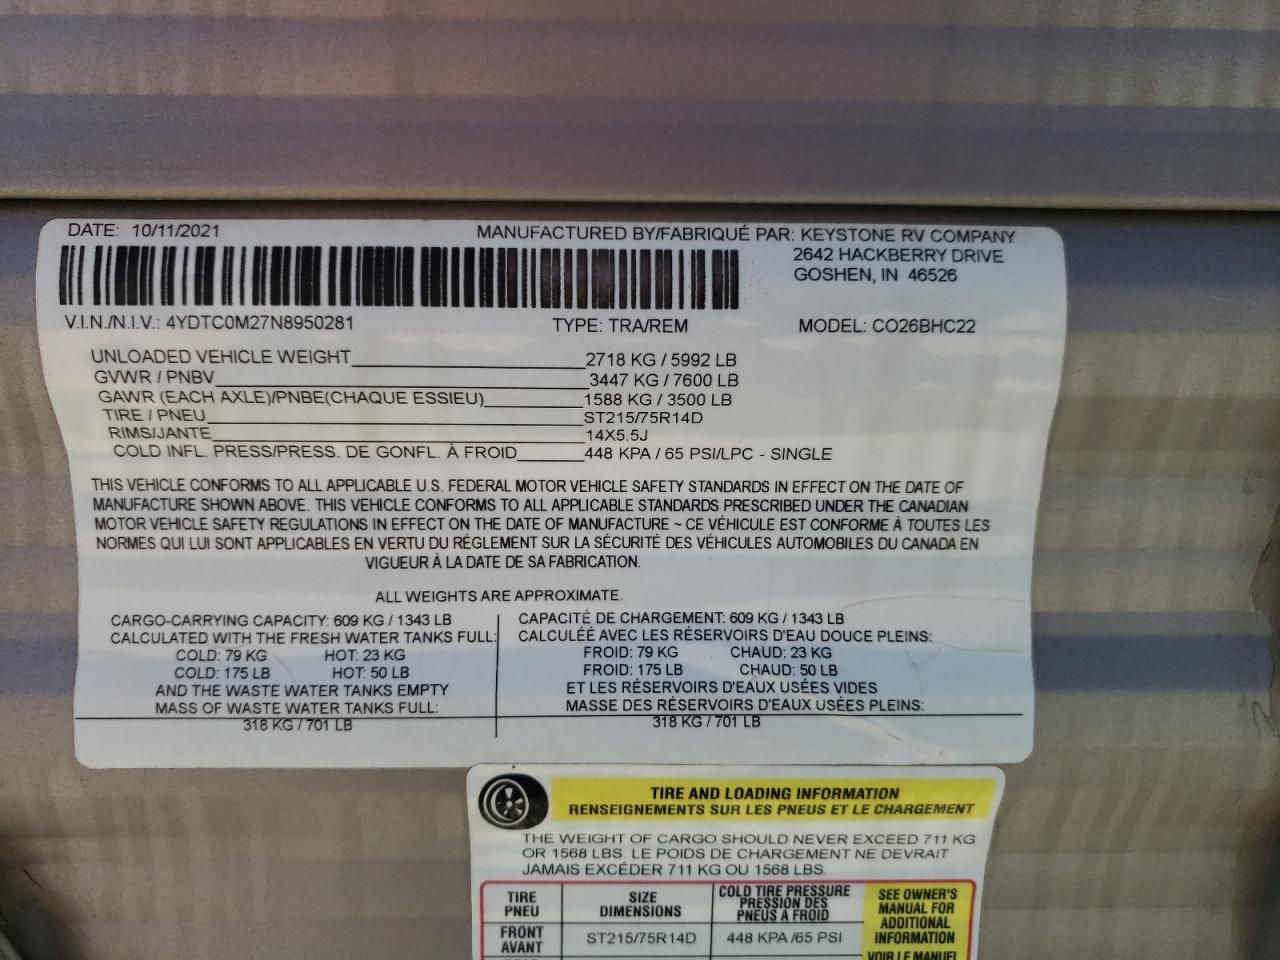 DATE: 10/11/2021
MANUFACTURED BY/FABRIQUÉ PAR: KEYSTONE RV COMPANY
2642 HACKBERRY DRIVE
GOSHEN, IN 46526
V.I.N./N.I.V.: 4YDTC0M27N8950281 TYPE: TRA/REM MODEL: CO26BHC22
UNLOADED VEHICLE WEIGHT 2718 KG / 5992 LB
GVWR / PNBV 3447 KG / 7600 LB
GAWR (EACH AXLE)/PNBE(CHAQUE ESSIEU) 1588 KG / 3500 LB
TIRE / PNEU ST215/75R14D
RIMS/JANTE 14X5.5J
COLD INFL. PRESS/PRESS. DE GONFL. À FROID 448 KPA / 65 PSI/LPC - SINGLE
THIS VEHICLE CONFORMS TO ALL APPLICABLE U.S. FEDERAL MOTOR VEHICLE SAFETY STANDARDS IN EFFECT ON THE DATE OF
MANUFACTURE SHOWN ABOVE. THIS VEHICLE CONFORMS TO ALL APPLICABLE STANDARDS PRESCRIBED UNDER THE CANADIAN
MOTOR VEHICLE SAFETY REGULATIONS IN EFFECT ON THE DATE OF MANUFACTURE ~ CE VÉHICULE EST CONFORME À TOUTES LES
NORMES QUI LUI SONT APPLICABLES EN VERTU DU RÉGLEMENT SUR LA SÉCURITÉ DES VÉHICULES AUTOMOBILES DU CANADA EN
VIGUEUR À LA DATE DE SA FABRICATION.
ALL WEIGHTS ARE APPROXIMATE.
CARGO-CARRYING CAPACITY: 609 KG / 1343 LB
CALCULATED WITH THE FRESH WATER TANKS FULL:
COLD: 79 KG HOT: 23 KG
COLD: 175 LB HOT: 50 LB
AND THE WASTE WATER TANKS EMPTY
MASS OF WASTE WATER TANKS FULL:
318 KG / 701 LB
CAPACITÉ DE CHARGEMENT: 609 KG / 1343 LB
CALCULÉE AVEC LES RÉSERVOIRS D'EAU DOUCE PLEINS:
FROID: 79 KG CHAUD: 23 KG
FROID: 175 LB CHAUD: 50 LB
ET LES RÉSERVOIRS D'EAUX USÉES VIDES
MASSE DES RÉSERVOIRS D'EAUX USÉES PLEINS:
318 KG / 701 LB
TIRE AND LOADING INFORMATION
RENSEIGNEMENTS SUR LES PNEUS ET LE CHARGEMENT
THE WEIGHT OF CARGO SHOULD NEVER EXCEED 711 KG
OR 1568 LBS. LE POIDS DE CHARGEMENT NE DEVRAIT
JAMAIS EXCÉDER 711 KG OU 1568 LBS.
TIRE
PNEU
SIZE
DIMENSIONS
COLD TIRE PRESSURE
PRESSION DES
PNEUS A FROID
SEE OWNER'S
MANUAL FOR
ADDITIONAL
INFORMATION
VOIR LE MANUEL
FRONT
AVANT
ST215/75R14D
448 KPA /65 PSI